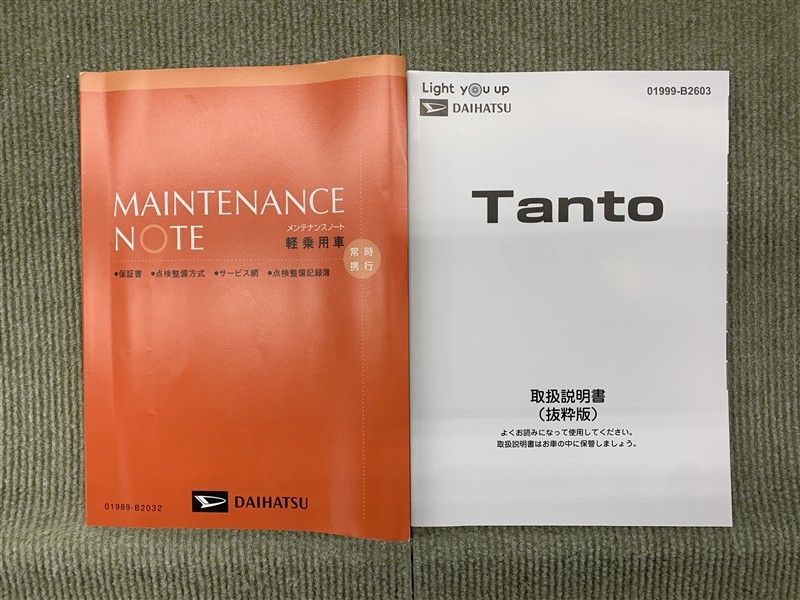 MAINTENANCE
NOTE
メンテナンスノート
軽乗用車
常時
携行
●保証書 ●点検整備方式 ●サービス網 ●点検整備記録簿
01989-B2032
DAIHATSU
Light you up
01999-B2603
DAIHATSU
Tanto
取扱説明書
(抜粋版)
よくお読みになって使用してください。
取扱説明書はお車の中に保管しましょう。